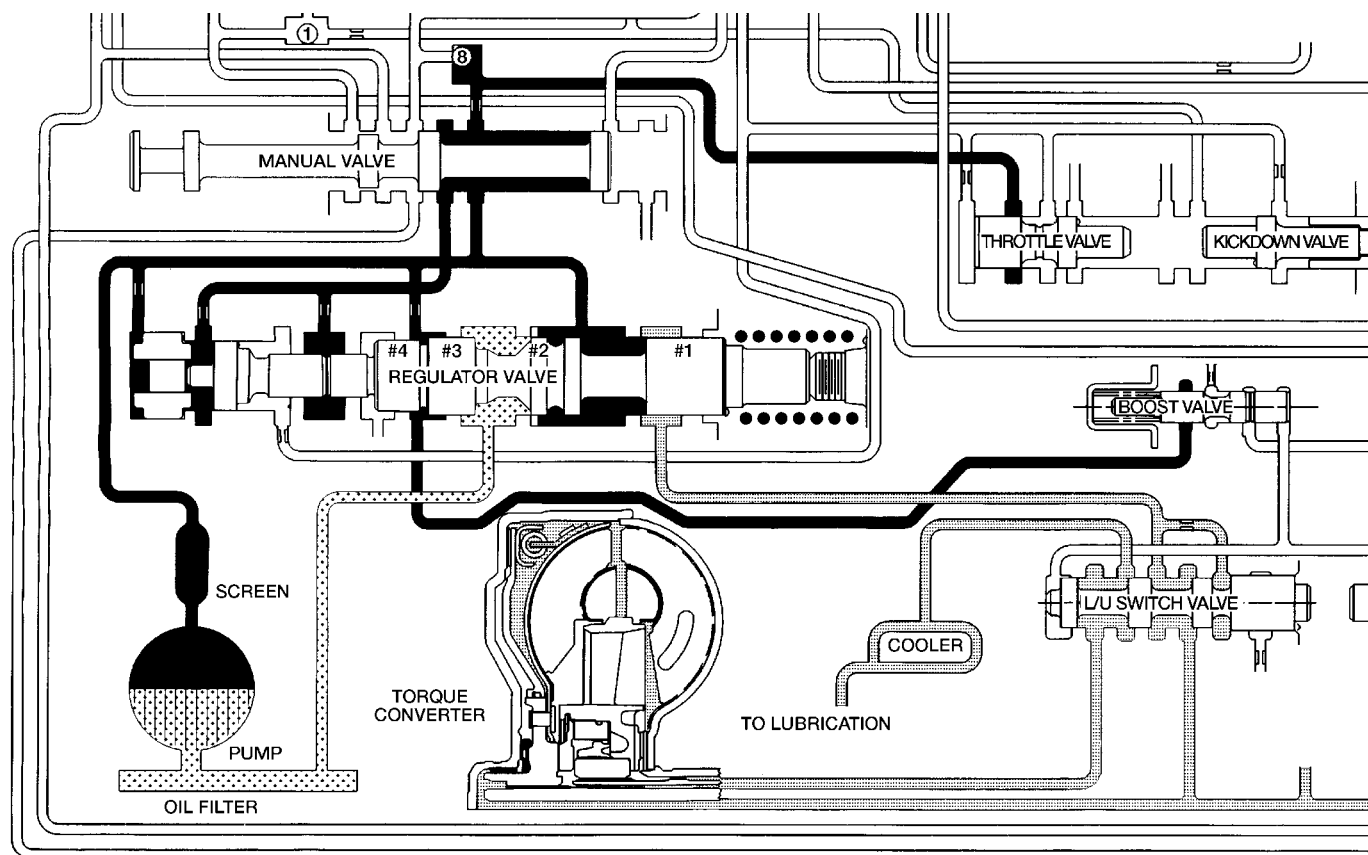 1
8
MANUAL VALVE
THROTTLE VALVE
KICKDOWN VALVE
#4
#3
#2
#1
REGULATOR VALVE
BOOST VALVE
SCREEN
L/U SWITCH VALVE
COOLER
TORQUE
CONVERTER
TO LUBRICATION
PUMP
OIL FILTER